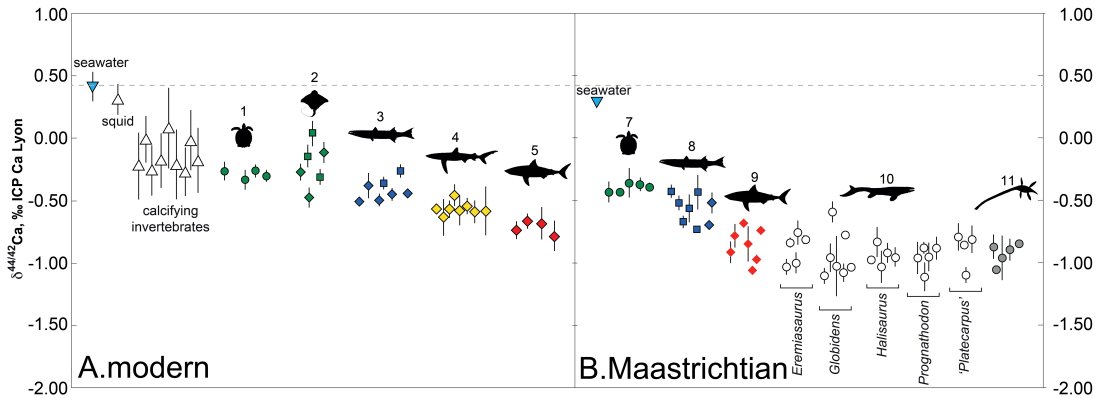 1.00
0.50
0.00
-0.50
-1.00
-1.50
-2.00
δ44/42Ca, ‰ ICP Ca Lyon
seawater
squid
calcifying
invertebrates
1
2
3
4
5
A.modern
seawater
7
8
9
10
11
Eremiasaurus
Globidens
Halisaurus
Prognathodon
'Platecarpus'
B.Maastrichtian
1.00
0.50
0.00
-0.50
-1.00
-1.50
-2.00